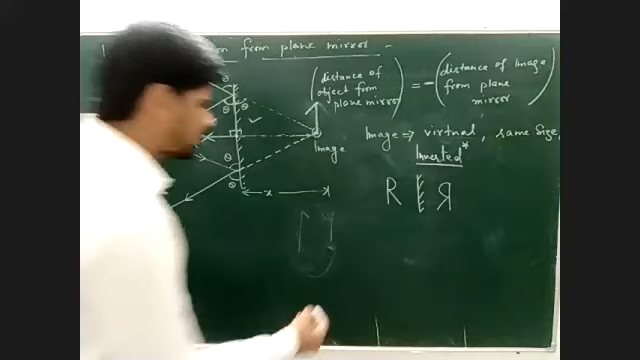 from plane mirror -
(distance of object from plane mirror) = - (distance of Image from plane mirror)
Image → virtual, same size,
Inverted*
R Я
Image
x
θ
θ θ
θ
θ